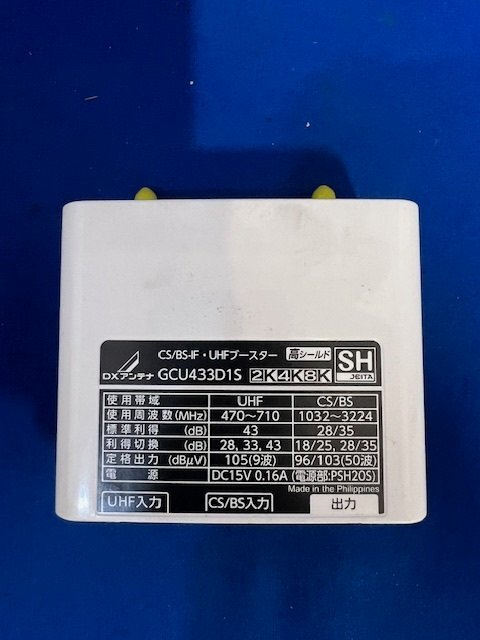 CS/BS-IF・UHFブースター 高シールド SH
DXアンテナ GCU433D1S 2K4K8K JEITA
使用帯域 UHF CS/BS
使用周波数(MHz) 470～710 1032～3224
標準利得 (dB) 43 28/35
利得切換 (dB) 28, 33, 43 18/25, 28/35
定格出力 (dBμV) 105(9波) 96/103(50波)
電源 DC15V 0.16A (電源部:PSH20S)
Made in the Philippines
UHF入力 CS/BS入力 出力